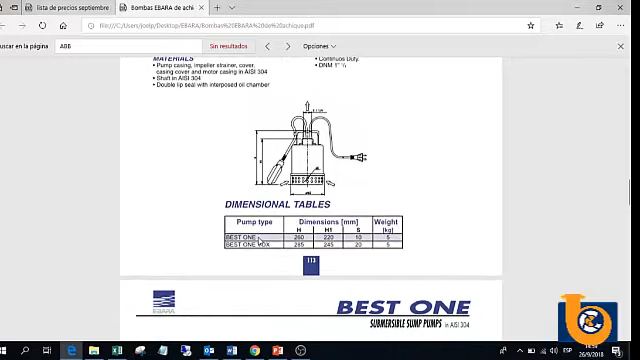 lista de precios septiembre
Bombas EBARA de achique
file:///C:/Users/joelp/Desktop/EBARA/Bombas%20EBARA%20de%20achique.pdf
uscar en la página
ABB
Sin resultados
Opciones
MATERIALS
• Pump casing, impeller strainer, cover,
casing cover and motor casing in AISI 304
• Shaft in AISI 304
• Double lip seal with interposed oil chamber
• Continuos Duty.
• DNM 1" ¼
DIMENSIONAL TABLES
Pump type Dimensions [mm] Weight
H H1 S [kg]
BEST ONE 260 220 10 5
BEST ONE VOX 285 245 20 5
113
EBARA
BEST ONE
SUBMERSIBLE SUMP PUMPS in AISI 304
ESP
26/9/2018